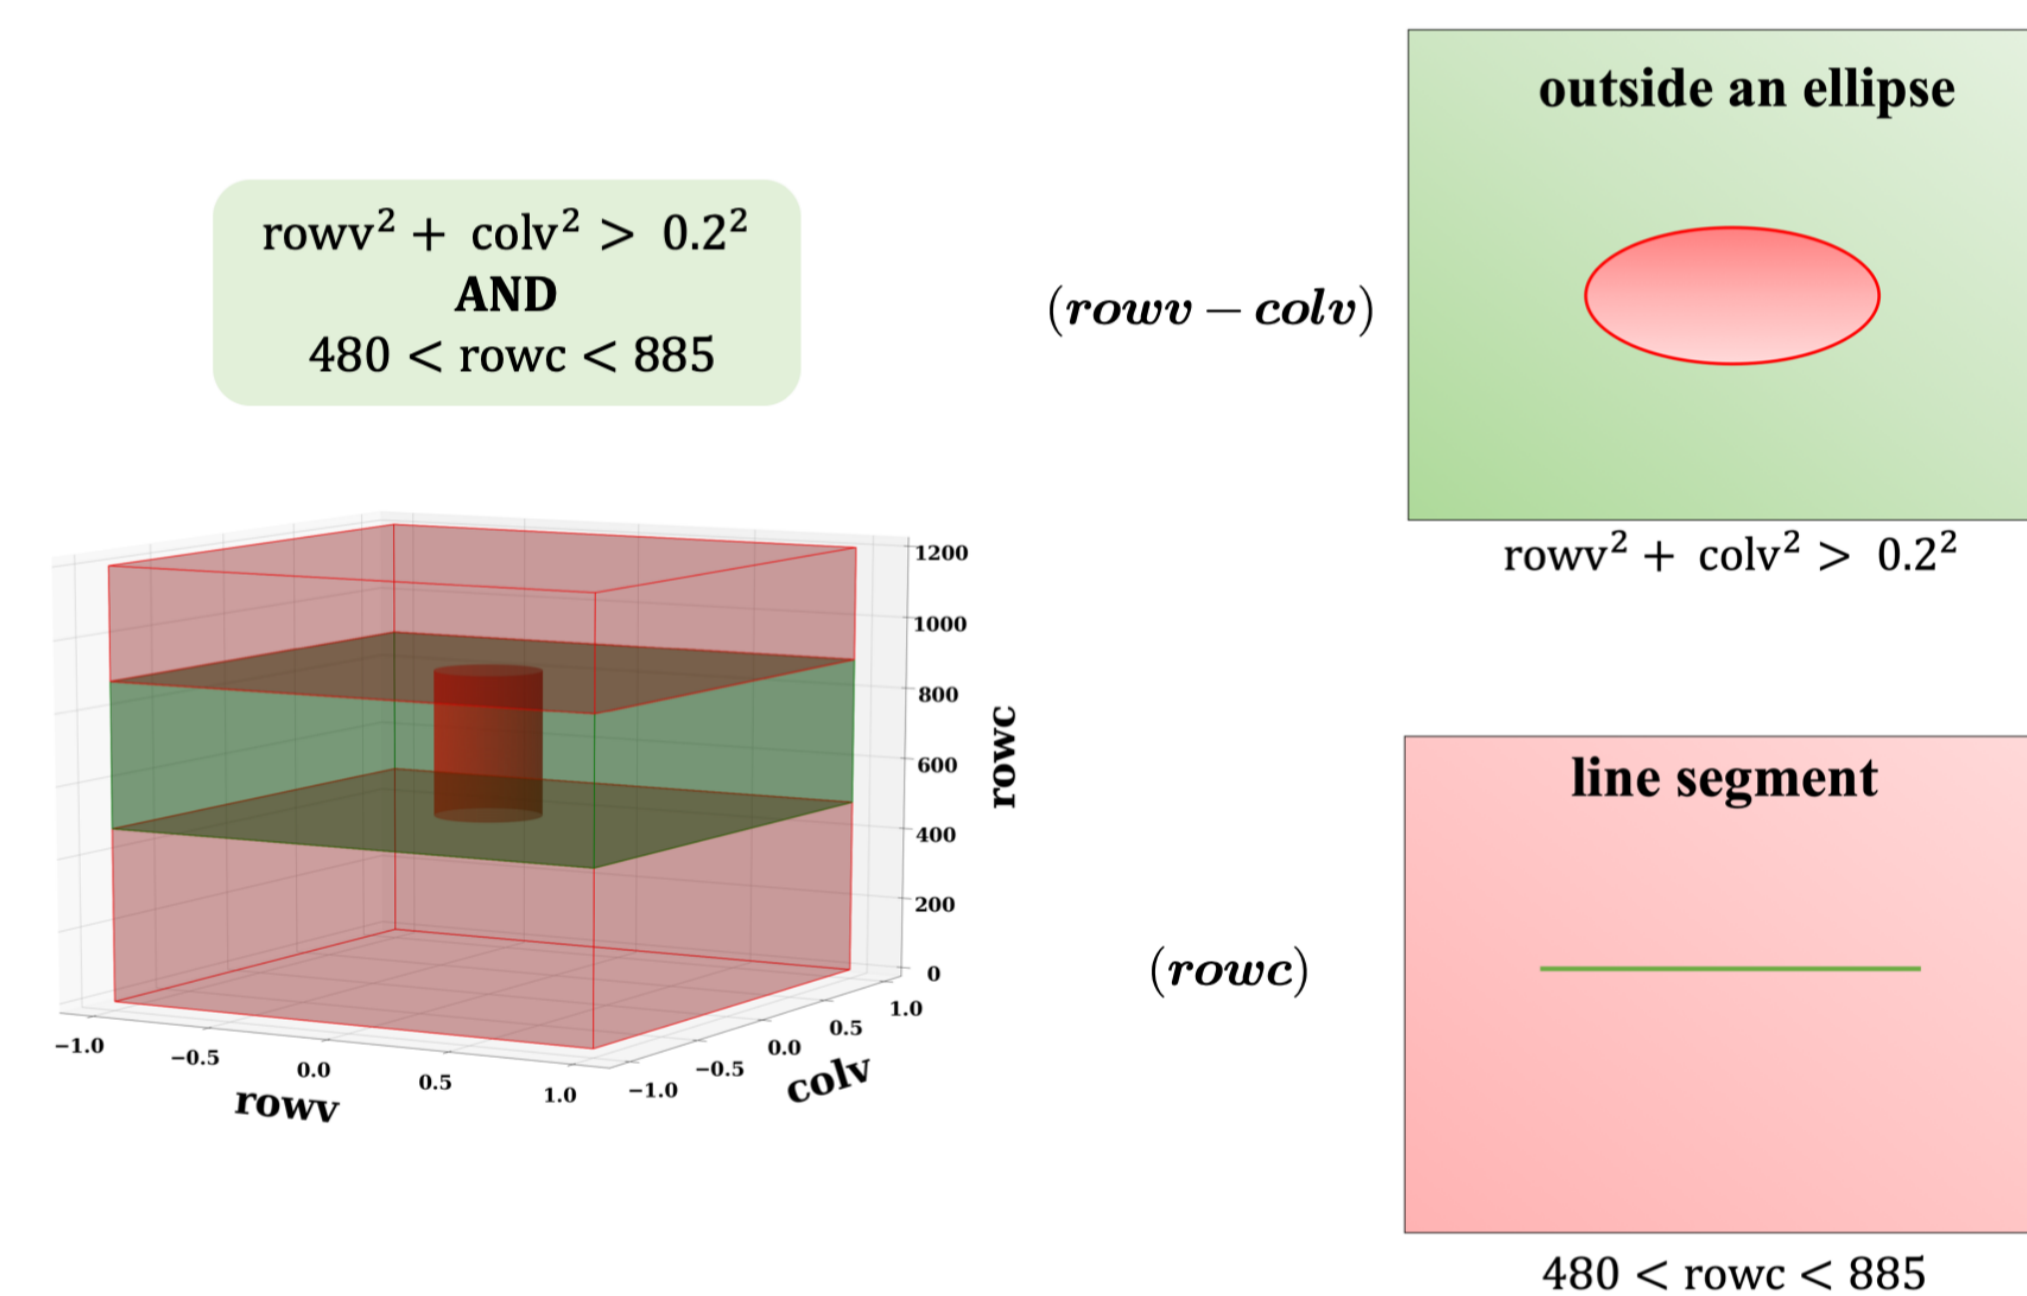 rowv² + colv² > 0.2²
AND
480 < rowc < 885
1200
1000
800
600
400
200
0
rowc
−1.0
−0.5
0.0
0.5
1.0
rowv
−1.0
−0.5
0.0
0.5
1.0
colv
(rowv − colv)
outside an ellipse
rowv² + colv² > 0.2²
(rowc)
line segment
480 < rowc < 885